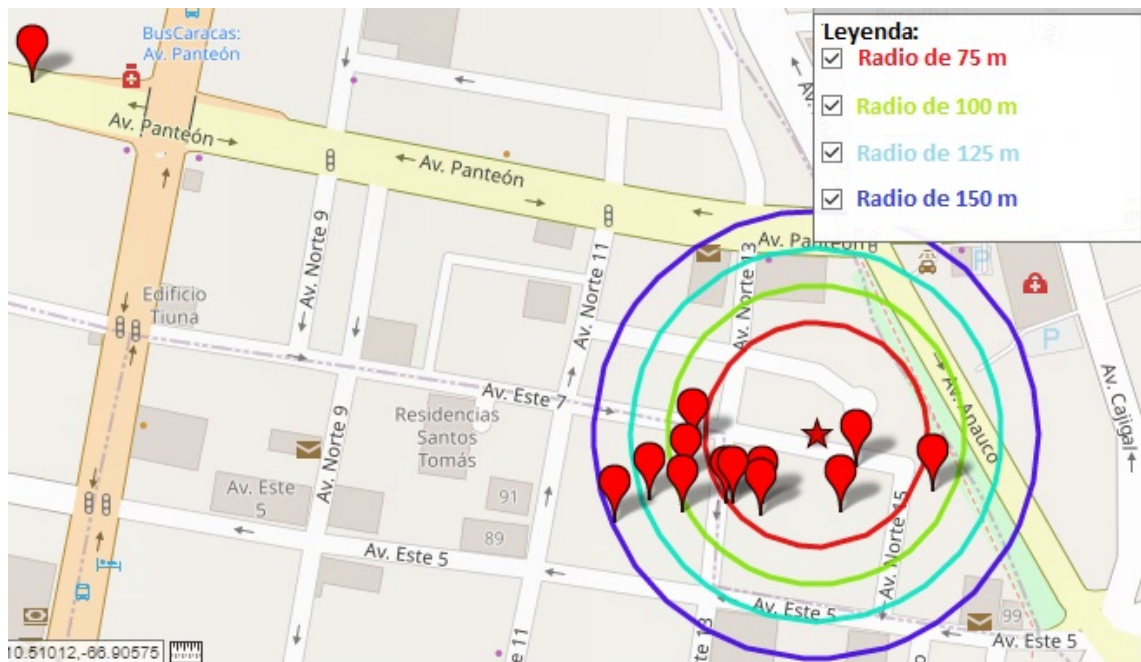 Leyenda:
Radio de 75 m
Radio de 100 m
Radio de 125 m
Radio de 150 m
BusCaracas:
Av. Panteón
Av. Panteón
Av. Panteón
Av. Panteón
Av. Norte 9
Av. Norte 11
Av. Norte 13
Edificio
Tiuna
Av. Este 7
Residencias
Santos
Tomás
Av. Norte 9
Av. Este
5
91
89
Av. Este 5
Av. Anauco
Av. Cajigal
P
P
Av. Norte 15
Av. Este 5
99
Av. Este 5
11
13
10.51012,-66.90575